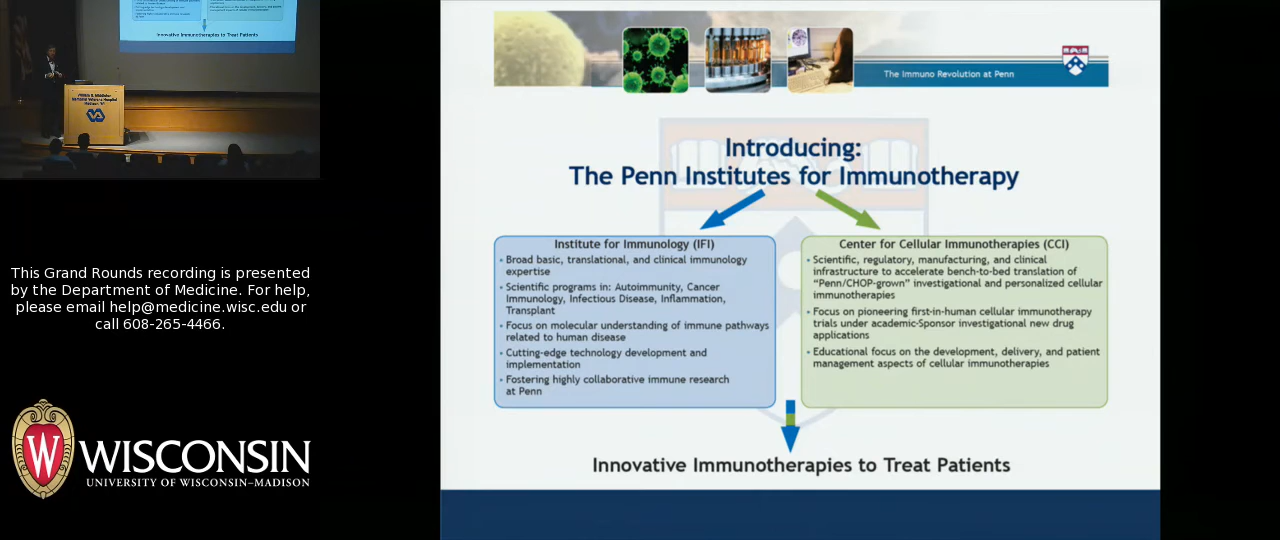 Innovative Immunotherapies to Treat Patients
VA
This Grand Rounds recording is presented
by the Department of Medicine. For help,
please email help@medicine.wisc.edu or
call 608-265-4466.
W
WISCONSIN
UNIVERSITY OF WISCONSIN–MADISON
The Immuno Revolution at Penn
Introducing:
The Penn Institutes for Immunotherapy
Institute for Immunology (IFI)
• Broad basic, translational, and clinical immunology
expertise
• Scientific programs in: Autoimmunity, Cancer
Immunology, Infectious Disease, Inflammation,
Transplant
• Focus on molecular understanding of immune pathways
related to human disease
• Cutting-edge technology development and
implementation
• Fostering highly collaborative immune research
at Penn
Center for Cellular Immunotherapies (CCI)
• Scientific, regulatory, manufacturing, and clinical
infrastructure to accelerate bench-to-bed translation of
“Penn/CHOP-grown” investigational and personalized cellular
immunotherapies
• Focus on pioneering first-in-human cellular immunotherapy
trials under academic-Sponsor investigational new drug
applications
• Educational focus on the development, delivery, and patient
management aspects of cellular immunotherapies
Innovative Immunotherapies to Treat Patients